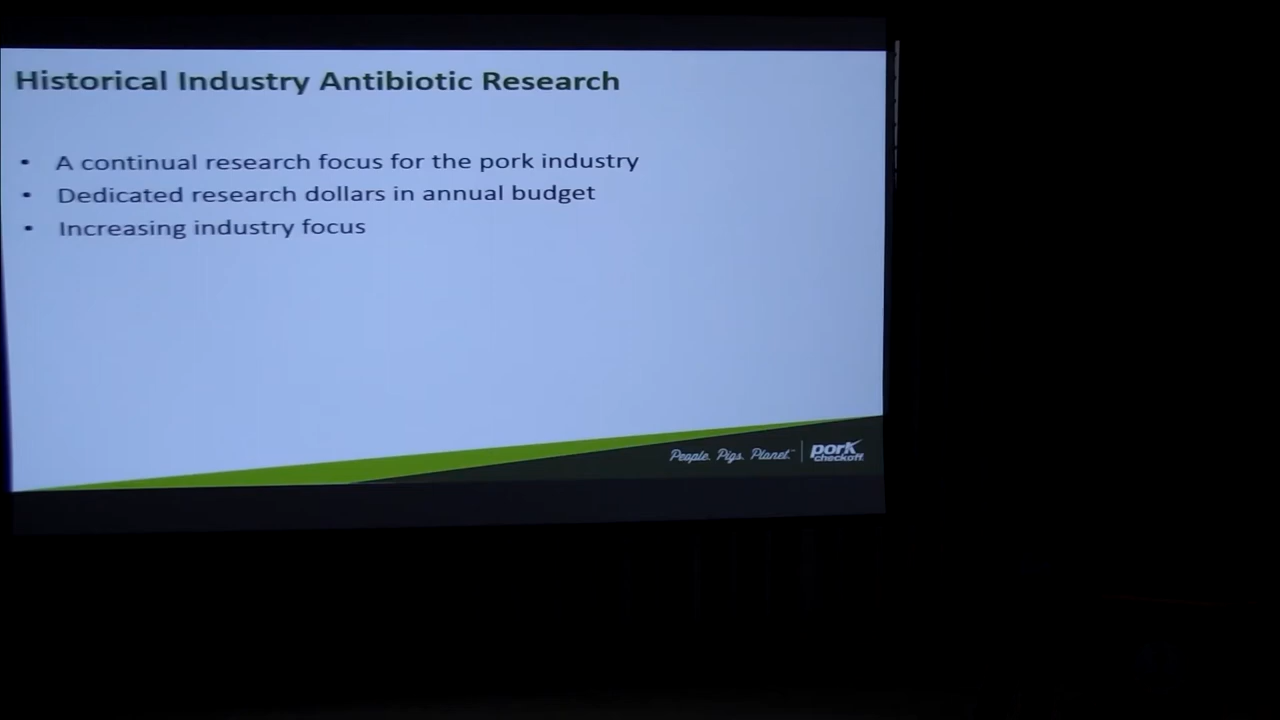 Historical Industry Antibiotic Research
• A continual research focus for the pork industry
• Dedicated research dollars in annual budget
• Increasing industry focus
People. Pigs. Planet.™ | pork
checkoff